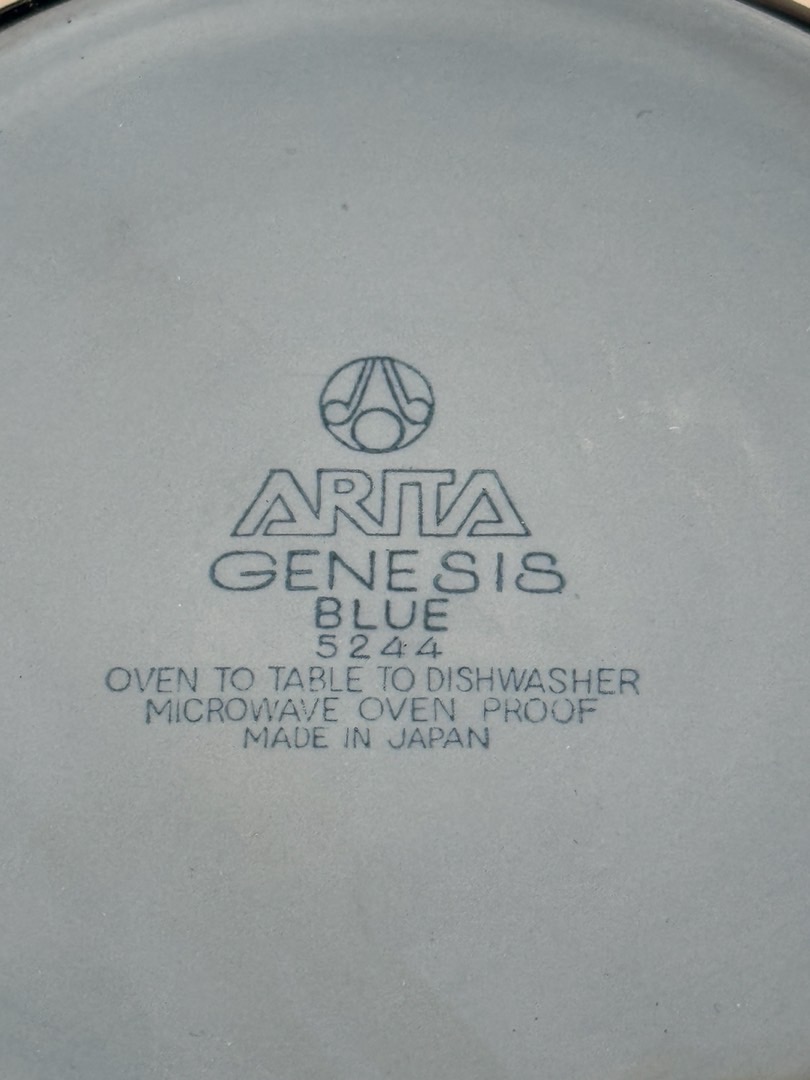 ARITA
GENESIS
BLUE
5244
OVEN TO TABLE TO DISHWASHER
MICROWAVE OVEN PROOF
MADE IN JAPAN